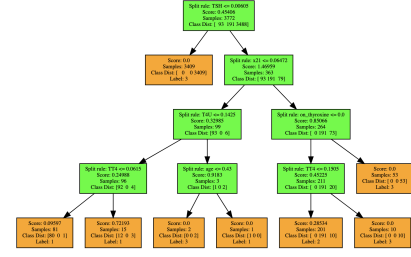 Split rule: TSH <= 0.00605
Score: 0.45406
Samples: 3772
Class Dist: [ 93 191 3488]
Score: 0.0
Samples: 3409
Class Dist: [ 0 0 3409]
Label: 3
Split rule: x21 <= 0.06472
Score: 1.46959
Samples: 363
Class Dist: [ 93 191 79]
Split rule: T4U <= 0.1425
Score: 0.32985
Samples: 99
Class Dist: [93 0 6]
Split rule: on_thyroxine <= 0.0
Score: 0.85066
Samples: 264
Class Dist: [ 0 191 73]
Split rule: TT4 <= 0.0615
Score: 0.24988
Samples: 96
Class Dist: [92 0 4]
Split rule: age <= 0.43
Score: 0.9183
Samples: 3
Class Dist: [1 0 2]
Split rule: TT4 <= 0.1505
Score: 0.45225
Samples: 211
Class Dist: [ 0 191 20]
Score: 0.0
Samples: 53
Class Dist: [ 0 0 53]
Label: 3
Score: 0.09597
Samples: 81
Class Dist: [80 0 1]
Label: 1
Score: 0.72193
Samples: 15
Class Dist: [12 0 3]
Label: 1
Score: 0.0
Samples: 2
Class Dist: [0 0 2]
Label: 3
Score: 0.0
Samples: 1
Class Dist: [1 0 0]
Label: 1
Score: 0.28534
Samples: 201
Class Dist: [ 0 191 10]
Label: 2
Score: 0.0
Samples: 10
Class Dist: [ 0 0 10]
Label: 3